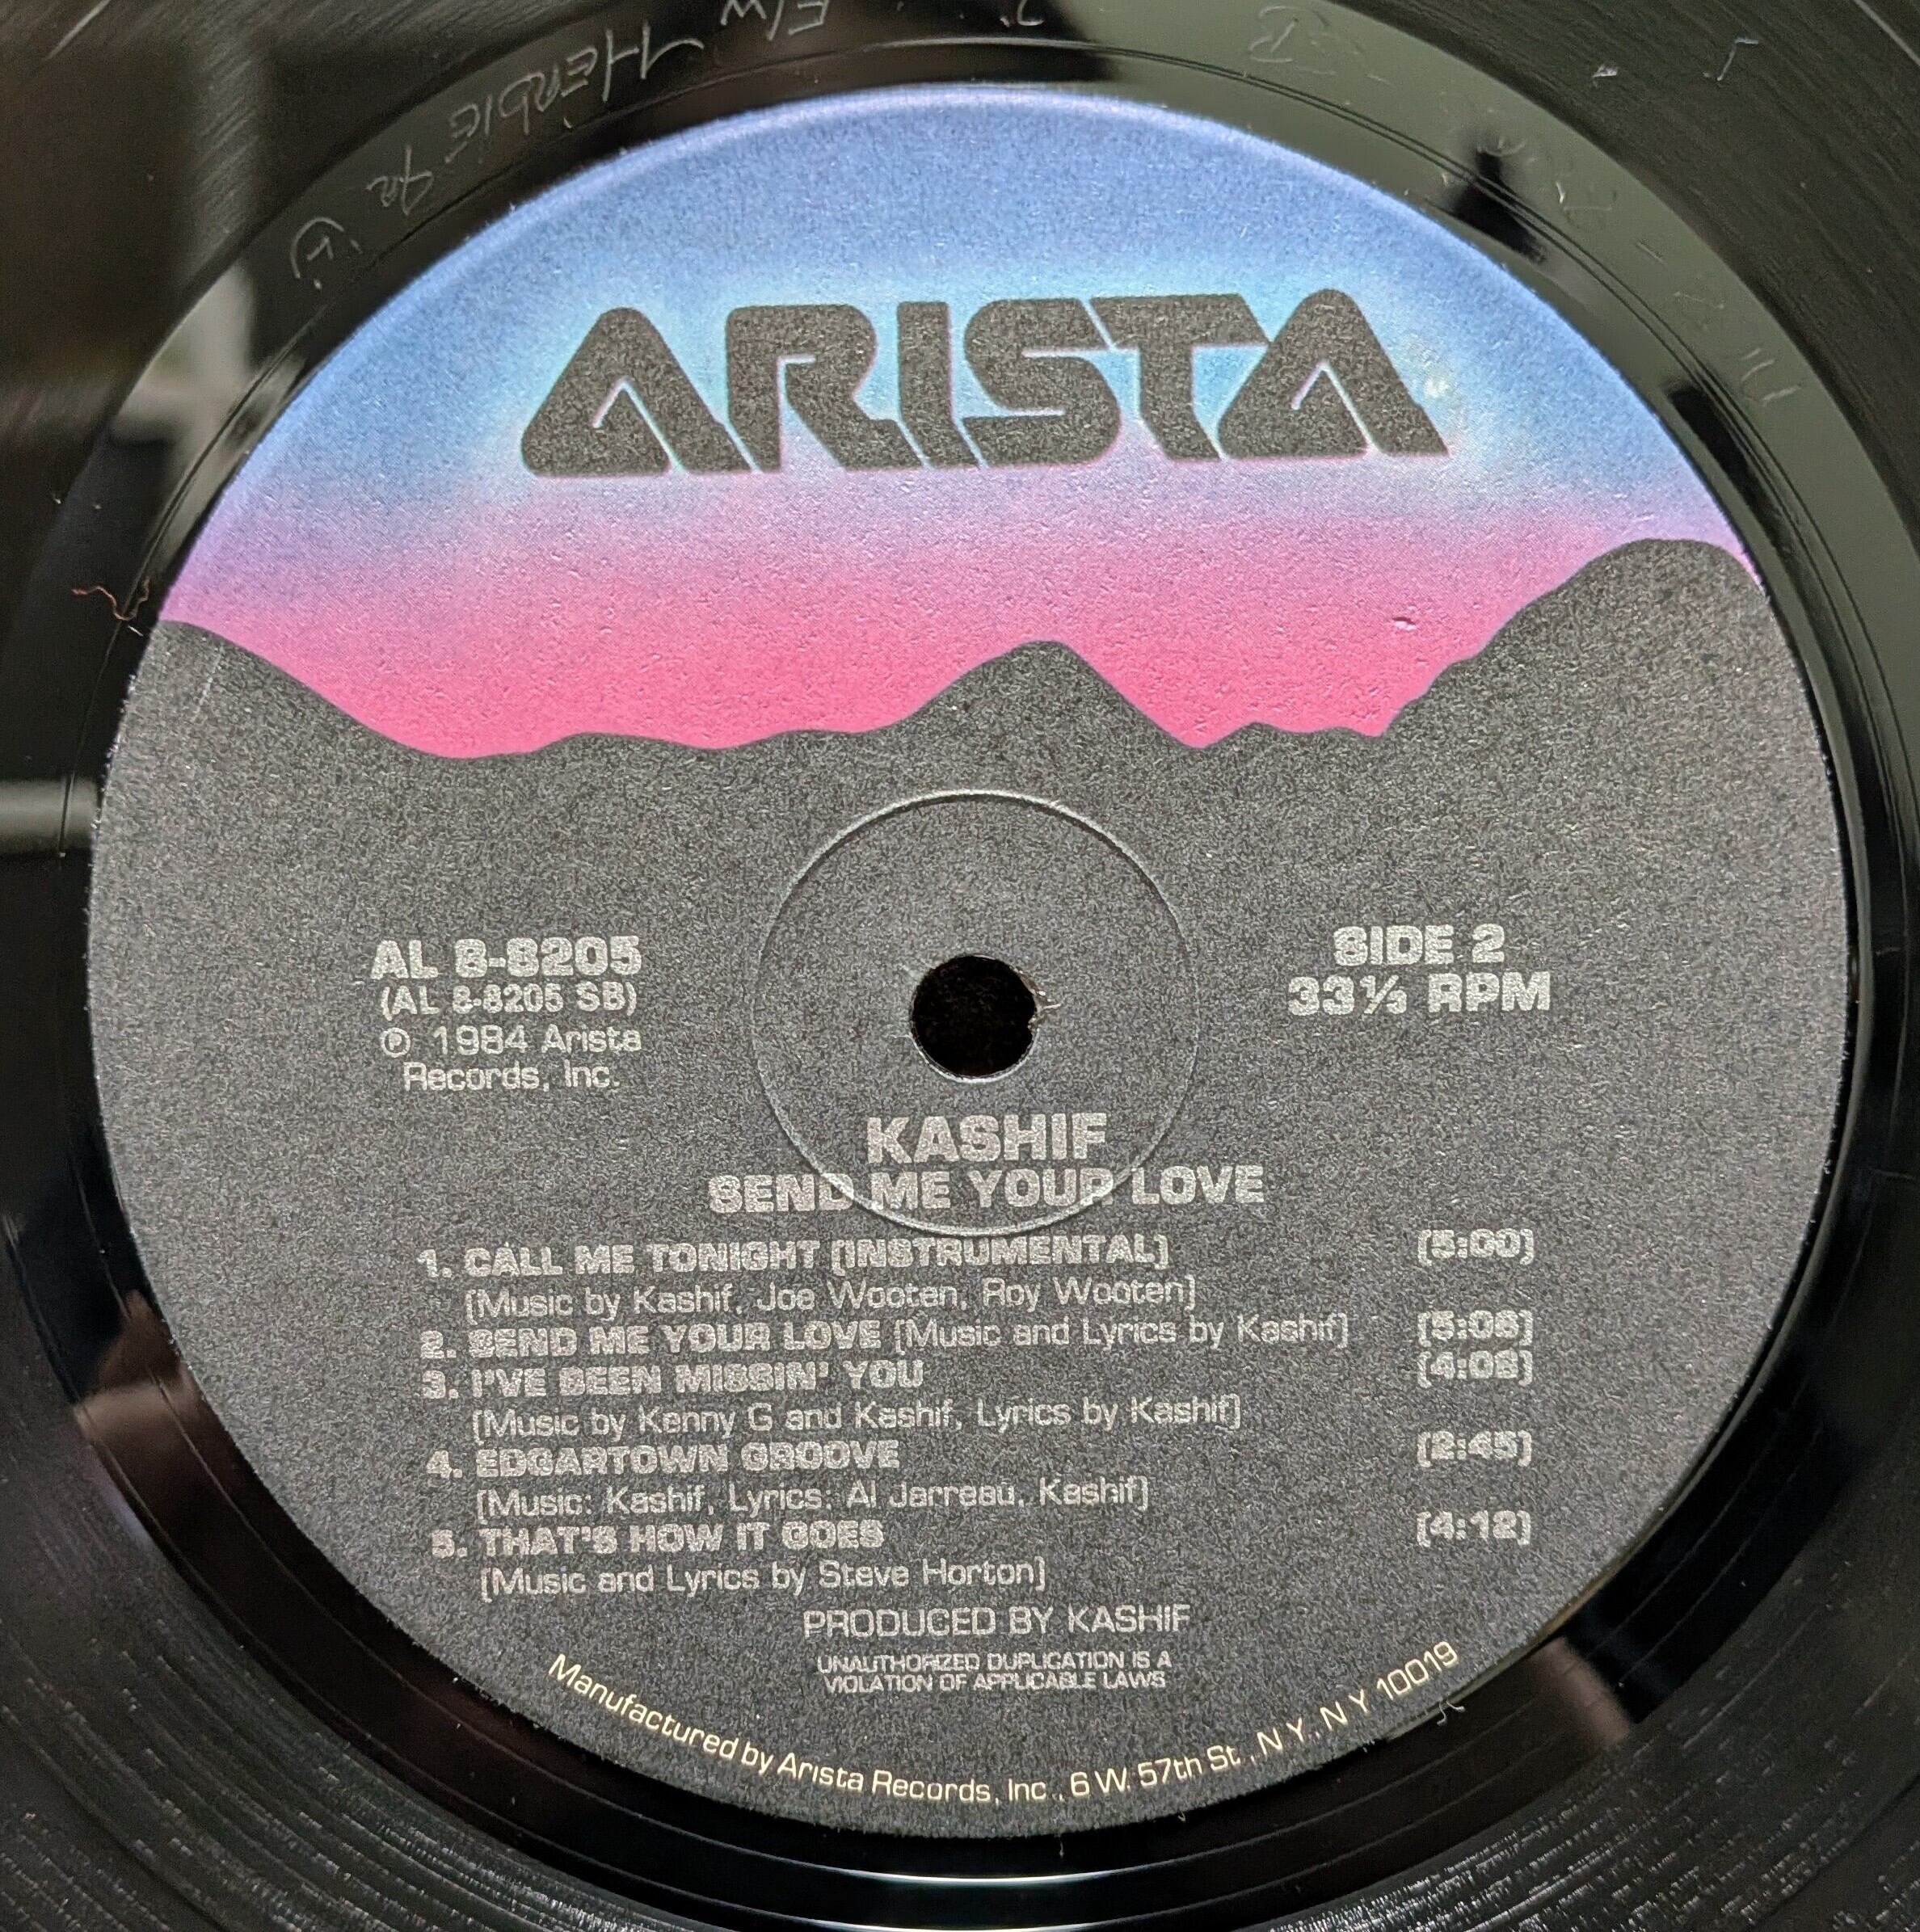 Herbie Jr
ARISTA
AL 8-8205
(AL 8-8205 SB)
℗ 1984 Arista
Records, Inc.
SIDE 2
33⅓ RPM
KASHIF
SEND ME YOUR LOVE
1. CALL ME TONIGHT (INSTRUMENTAL) (5:00)
(Music by Kashif, Joe Wooten, Roy Wooten)
2. SEND ME YOUR LOVE (Music and Lyrics by Kashif)
3. I'VE BEEN MISSIN' YOU
(Music by Kenny G and Kashif, Lyrics by Kashif)
4. EDGARTOWN GROOVE (2:45)
(Music: Kashif, Lyrics: Al Jarreau, Kashif)
5. THAT'S HOW IT GOES (4:12)
(Music and Lyrics by Steve Horton)
PRODUCED BY KASHIF
UNAUTHORIZED DUPLICATION IS A
VIOLATION OF APPLICABLE LAWS
Manufactured by Arista Records, Inc., 6 W. 57th St., N.Y., N.Y. 10019